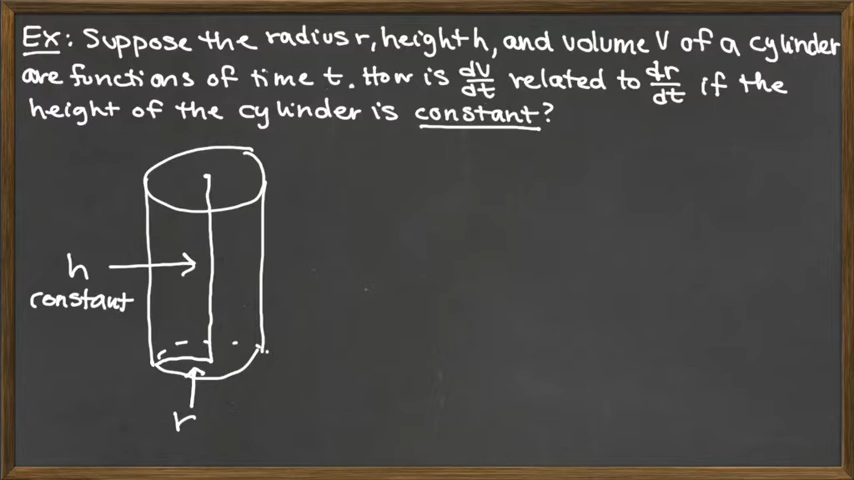 Ex: Suppose the radius r, height h, and volume V of a cylinder
are functions of time t. How is dV/dt related to dr/dt if the
height of the cylinder is constant?
h
constant
r